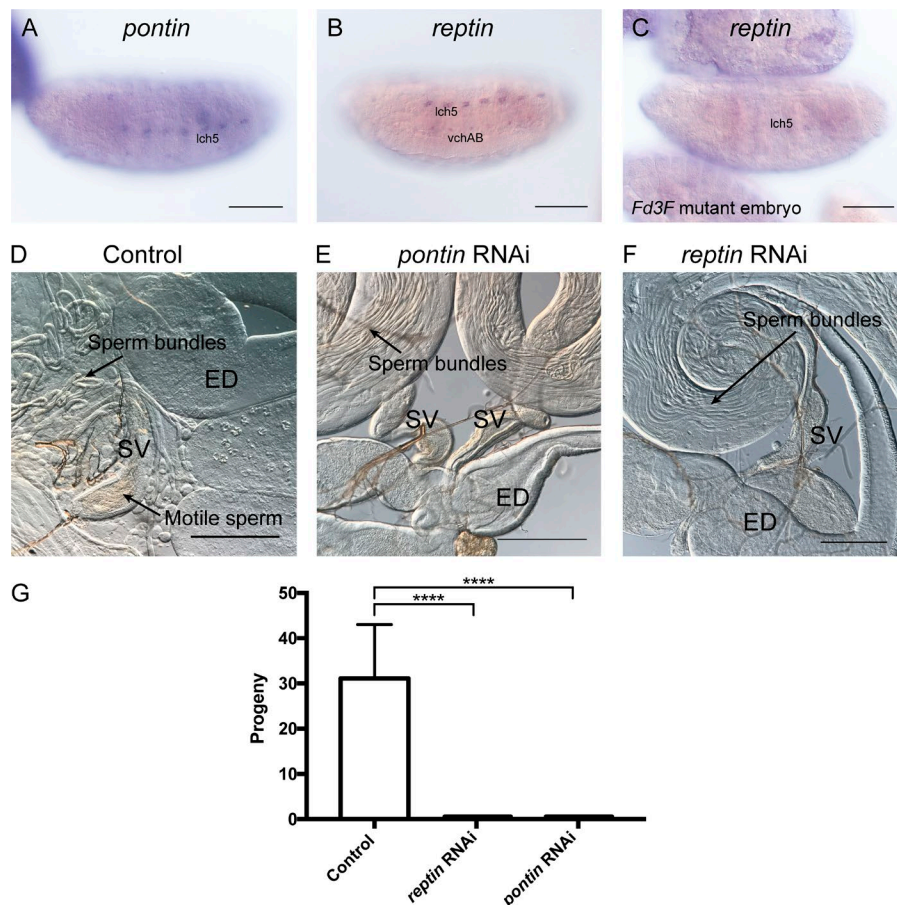 A pontin
lch5
B reptin
lch5
vchAB
C reptin
lch5
Fd3F mutant embryo
D Control
Sperm bundles
ED
SV
Motile sperm
E pontin RNAi
Sperm bundles
SV SV
ED
F reptin RNAi
Sperm bundles
SV
ED
G
****
****
50
40
30
20
10
0
Progeny
Control
reptin RNAi
pontin RNAi